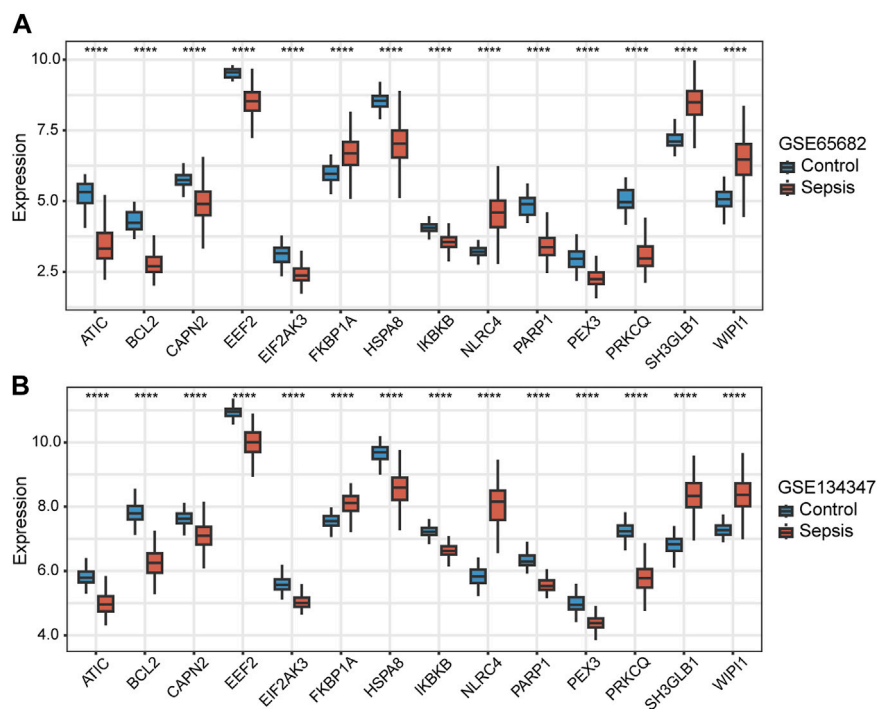 A
**** **** **** **** **** **** **** **** **** **** **** **** **** ****
10.0
7.5
5.0
2.5
Expression
GSE65682
Control
Sepsis
ATIC BCL2 CAPN2 EEF2 EIF2AK3 FKBP1A HSPA8 IKBKB NLRC4 PARP1 PEX3 PRKCQ SH3GLB1 WIPI1
B
**** **** **** **** **** **** **** **** **** **** **** **** **** ****
10.0
8.0
6.0
4.0
Expression
GSE134347
Control
Sepsis
ATIC BCL2 CAPN2 EEF2 EIF2AK3 FKBP1A HSPA8 IKBKB NLRC4 PARP1 PEX3 PRKCQ SH3GLB1 WIPI1